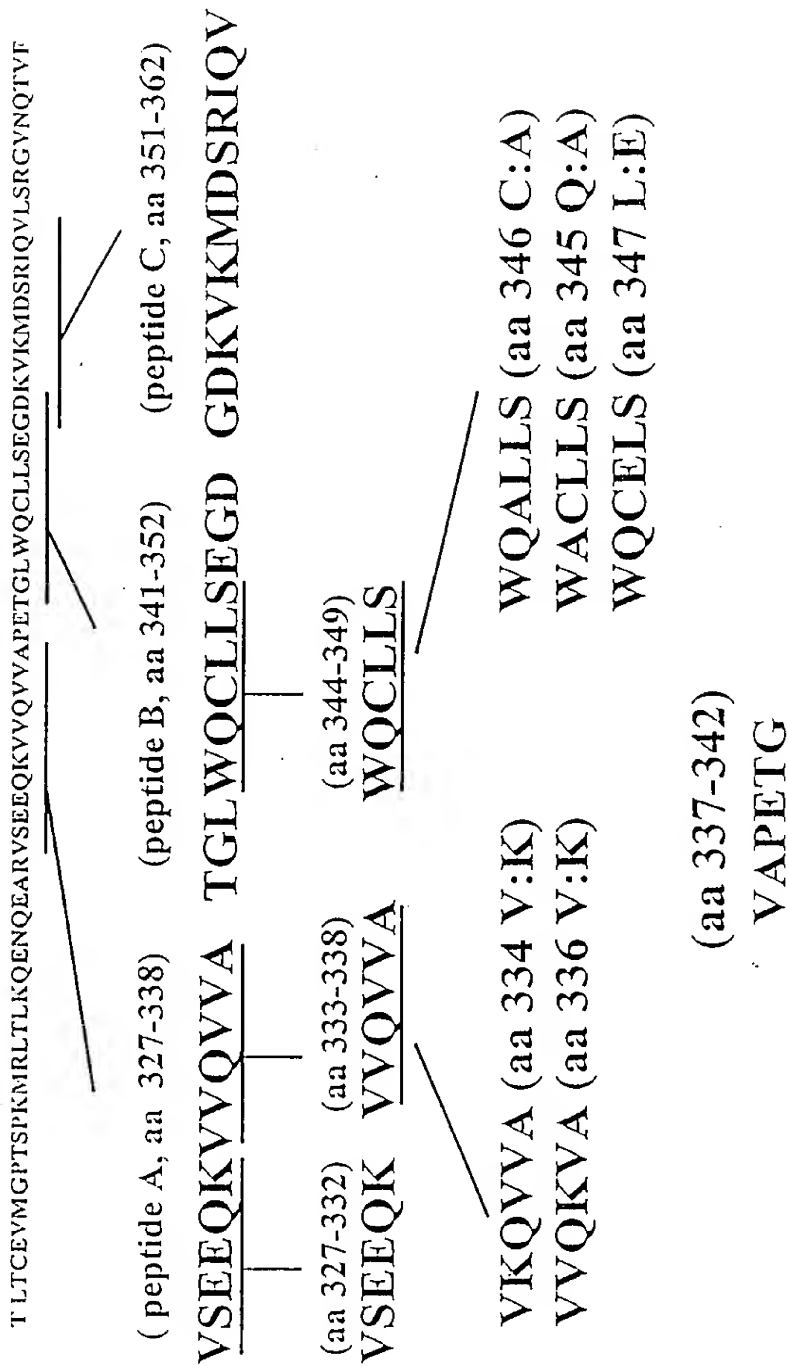 T LTCEVMGPTSPKMRLTLKQENQEARVSEEQKVVQVVAPETGLWQCLLSEGDKVKMDSRIQVLSRGVNQTVF
( peptide A, aa 327-338) (peptide B, aa 341-352) (peptide C, aa 351-362)
VSEEQKVVQVVA TGLWQCLLSEGD GDKVKMDSRIQV
(aa 327-332) (aa 333-338) (aa 344-349)
VSEEQK VVQVVA WQCLLS
VKQVVA (aa 334 V:K) WQALLS (aa 346 C:A)
VVQKVA (aa 336 V:K) WACLLS (aa 345 Q:A)
WQCELS (aa 347 L:E)
(aa 337-342)
VAPETG